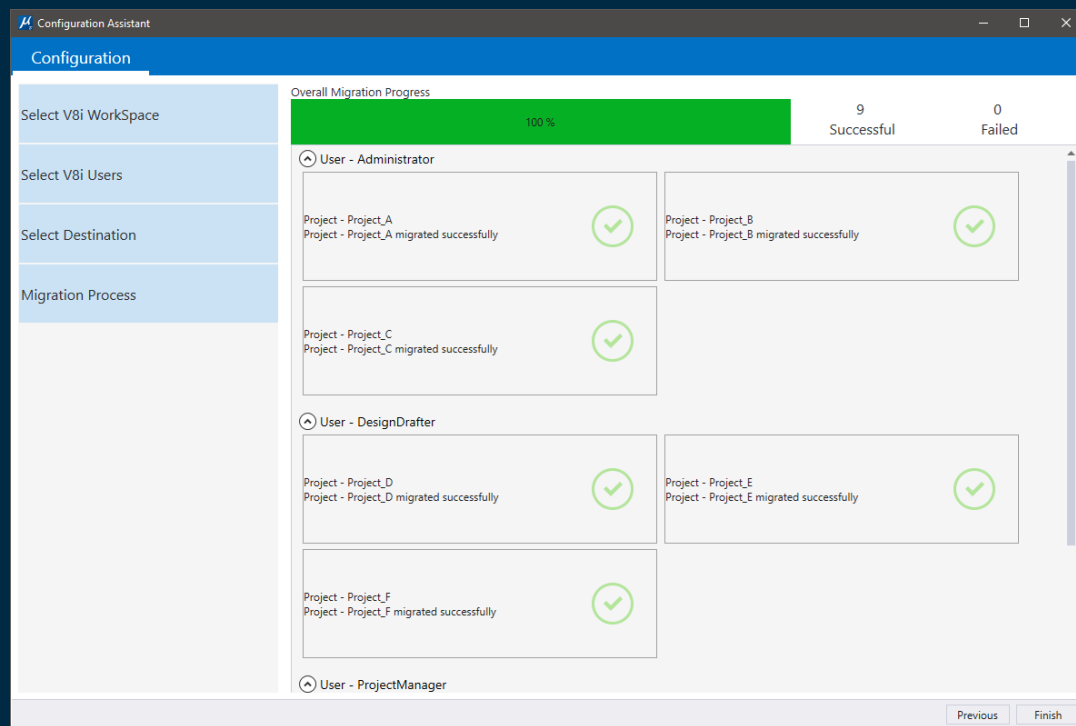 Configuration Assistant
Configuration
Select V8i WorkSpace
Select V8i Users
Select Destination
Migration Process
Overall Migration Progress
100 %
9
Successful
0
Failed
User - Administrator
Project - Project_A
Project - Project_A migrated successfully
Project - Project_B
Project - Project_B migrated successfully
Project - Project_C
Project - Project_C migrated successfully
User - DesignDrafter
Project - Project_D
Project - Project_D migrated successfully
Project - Project_E
Project - Project_E migrated successfully
Project - Project_F
Project - Project_F migrated successfully
User - ProjectManager
Previous
Finish